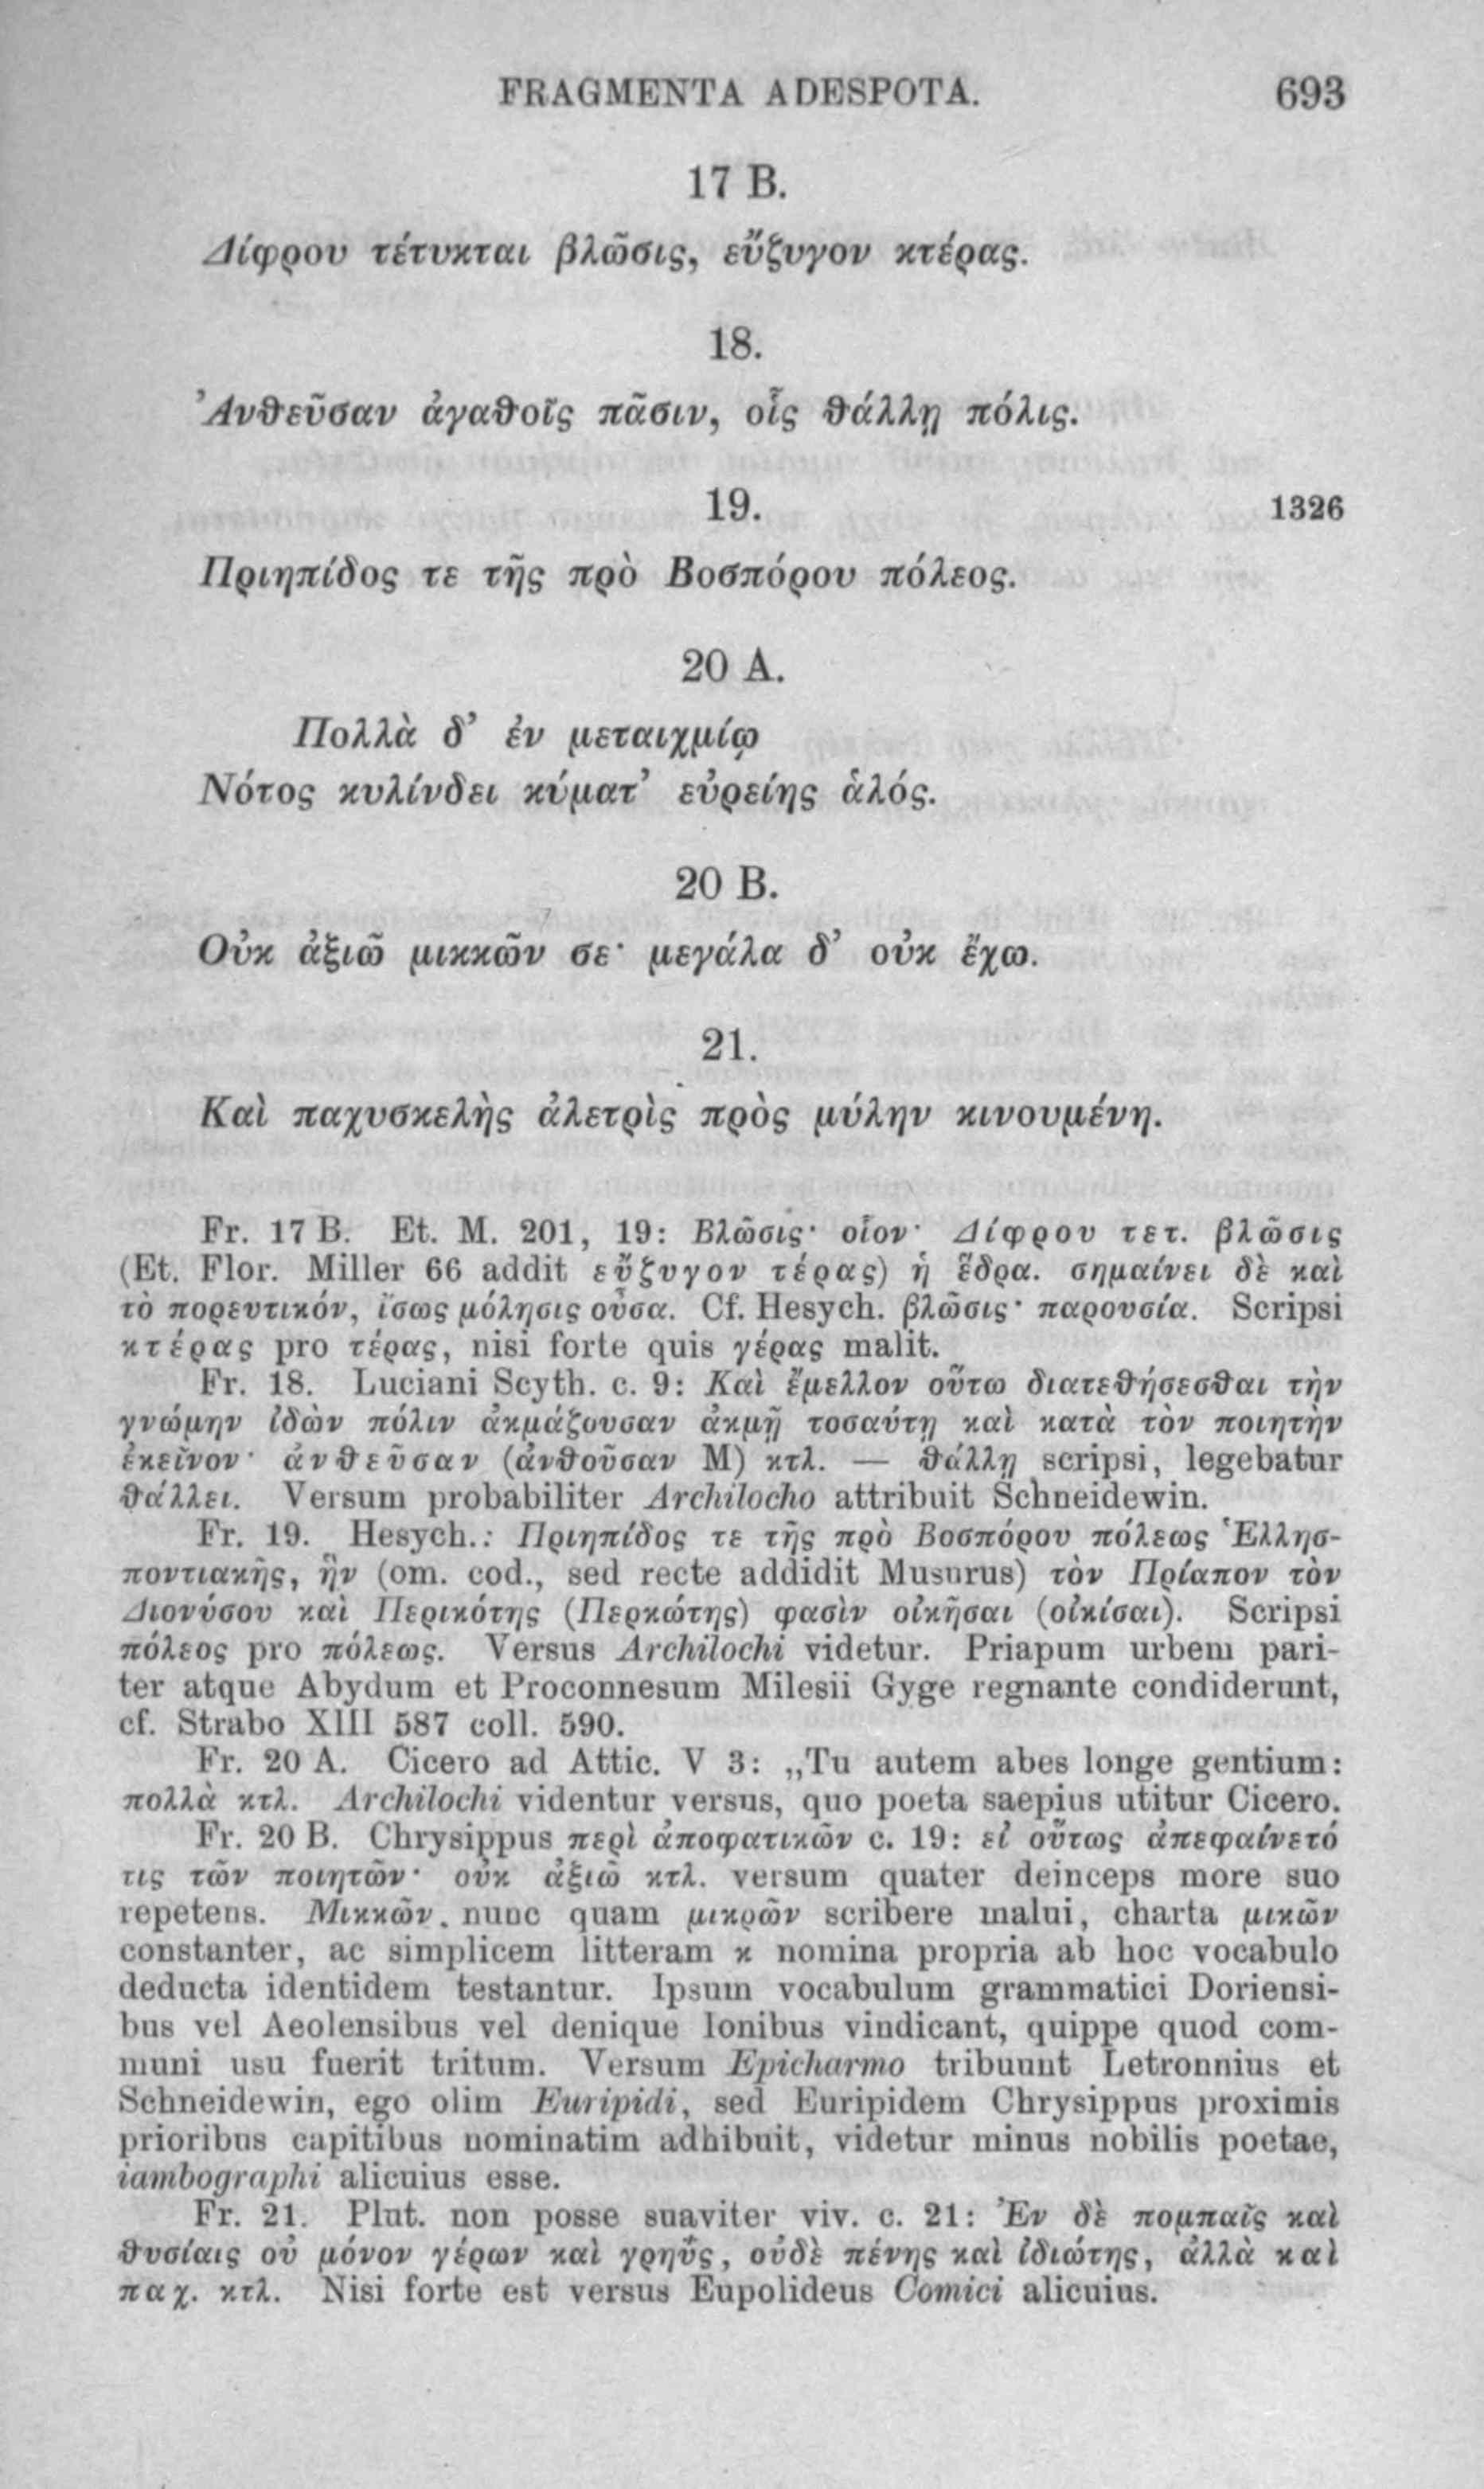 FRAGMENTA ADESPOTA. 693
17 B.
Δίφρου τέτυκται βλῶσις, εὔζυγον κτέρας.
18.
Ἀνθεῦσαν ἀγαθοῖς πᾶσιν, οἷς θάλλῃ πόλις.
19. 1326
Πριηπίδος τε τῆς πρὸ Βοσπόρου πόλεος.
20 A.
Πολλὰ δ’ ἐν μεταιχμίῳ
Νότος κυλίνδει κύματ’ εὐρείης ἁλός.
20 B.
Οὐκ ἀξιῶ μικκῶν σε· μεγάλα δ’ οὐκ ἔχω.
21.
Καὶ παχυσκελὴς ἀλετρὶς πρὸς μύλην κινουμένη.
Fr. 17 B. Et. M. 201, 19: Βλῶσις· οἷον· Δίφρου τετ. βλῶσις
(Et. Flor. Miller 66 addit εὔζυγον τέρας) ἡ ἕδρα. σημαίνει δὲ καὶ
τὸ πορευτικόν, ἴσως μόλησις οὖσα. Cf. Hesych. βλῶσις· παρουσία. Scripsi
κτέρας pro τέρας, nisi forte quis γέρας malit.
Fr. 18. Luciani Scyth. c. 9: Καὶ ἔμελλον οὕτω διατεθήσεσθαι τὴν
γνώμην ἰδὼν πόλιν ἀκμάζουσαν ἀκμῇ τοσαύτῃ καὶ κατὰ τὸν ποιητὴν
ἐκεῖνον· ἀνθεῦσαν (ἀνθοῦσαν M) κτλ. — θάλλῃ scripsi, legebatur
θάλλει. Versum probabiliter Archilocho attribuit Schneidewin.
Fr. 19. Hesych.: Πριηπίδος τε τῆς πρὸ Βοσπόρου πόλεως Ἑλλησ-
ποντιακῆς, ἣν (om. cod., sed recte addidit Musurus) τὸν Πρίαπον τὸν
Διονύσου καὶ Περικότης (Περκώτης) φασὶν οἰκῆσαι (οἰκίσαι). Scripsi
πόλεος pro πόλεως. Versus Archilochi videtur. Priapum urbem pari-
ter atque Abydum et Proconnesum Milesii Gyge regnante condiderunt,
cf. Strabo XIII 587 coll. 590.
Fr. 20 A. Cicero ad Attic. V 3: „Tu autem abes longe gentium:
πολλὰ κτλ. Archilochi videntur versus, quo poeta saepius utitur Cicero.
Fr. 20 B. Chrysippus περὶ ἀποφατικῶν c. 19: εἰ οὕτως ἀπεφαίνετό
τις τῶν ποιητῶν· οὐκ ἀξιῶ κτλ. versum quater deinceps more suo
repetens. Μικκῶν. nunc quam μικρῶν scribere malui, charta μικῶν
constanter, ac simplicem litteram κ nomina propria ab hoc vocabulo
deducta identidem testantur. Ipsum vocabulum grammatici Doriensi-
bus vel Aeolensibus vel denique Ionibus vindicant, quippe quod com-
muni usu fuerit tritum. Versum Epicharmo tribuunt Letronnius et
Schneidewin, ego olim Euripidi, sed Euripidem Chrysippus proximis
prioribus capitibus nominatim adhibuit, videtur minus nobilis poetae,
iambographi alicuius esse.
Fr. 21. Plut. non posse suaviter viv. c. 21: Ἐν δὲ πομπαῖς καὶ
θυσίαις οὐ μόνον γέρων καὶ γρηῢς, οὐδὲ πένης καὶ ἰδιώτης, ἀλλὰ καὶ
παχ. κτλ. Nisi forte est versus Eupolideus Comici alicuius.